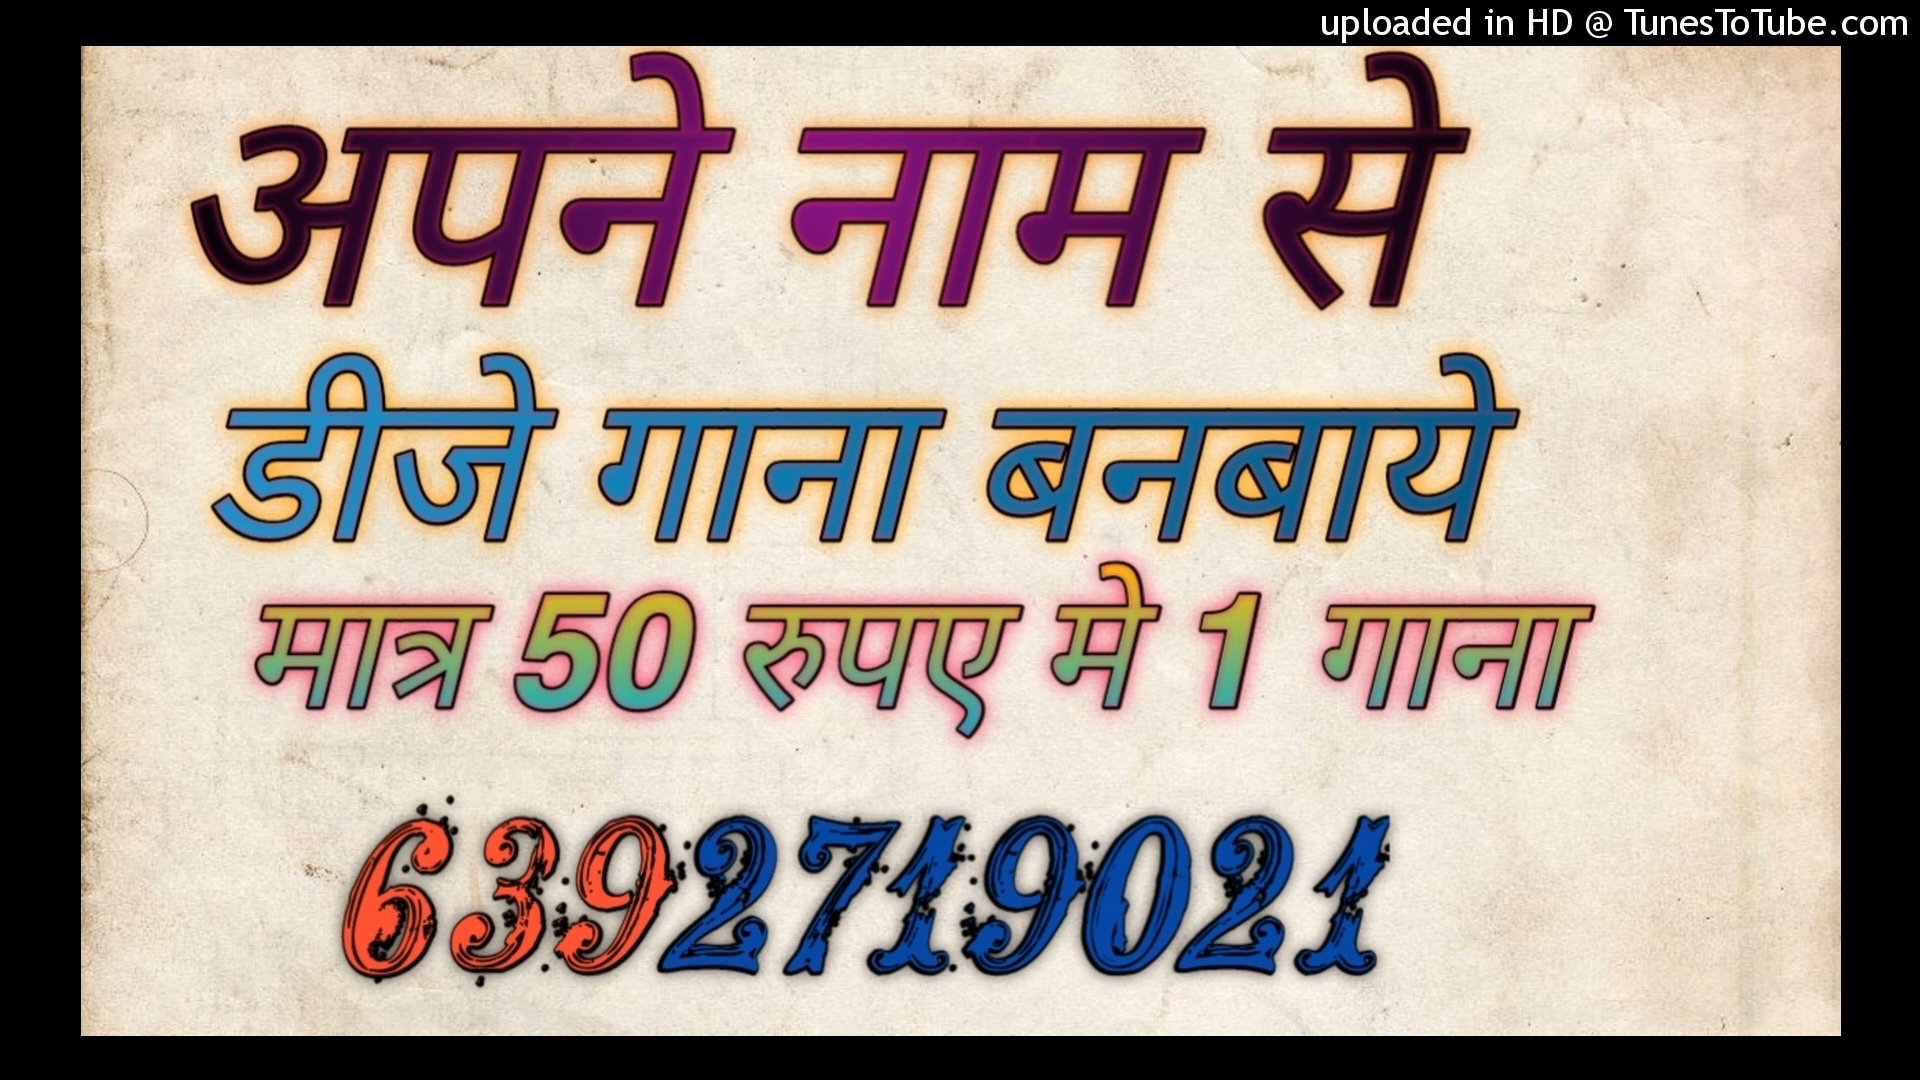 uploaded in HD @ TunesToTube.com
अपने नाम से
डीजे गाना बनबाये
मात्र 50 रुपए मे 1 गाना
6392719021